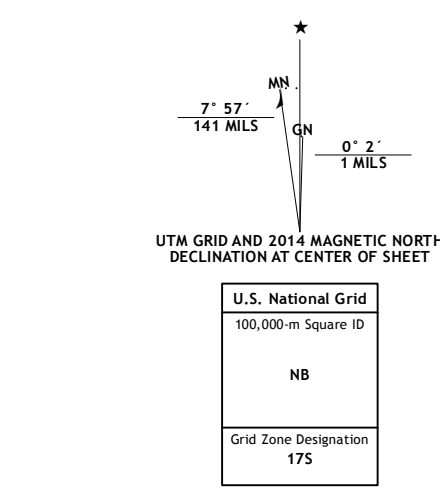 MN
7° 57´
141 MILS
GN
0° 2´
1 MILS
UTM GRID AND 2014 MAGNETIC NORTH
DECLINATION AT CENTER OF SHEET
U.S. National Grid
100,000-m Square ID
NB
Grid Zone Designation
17S